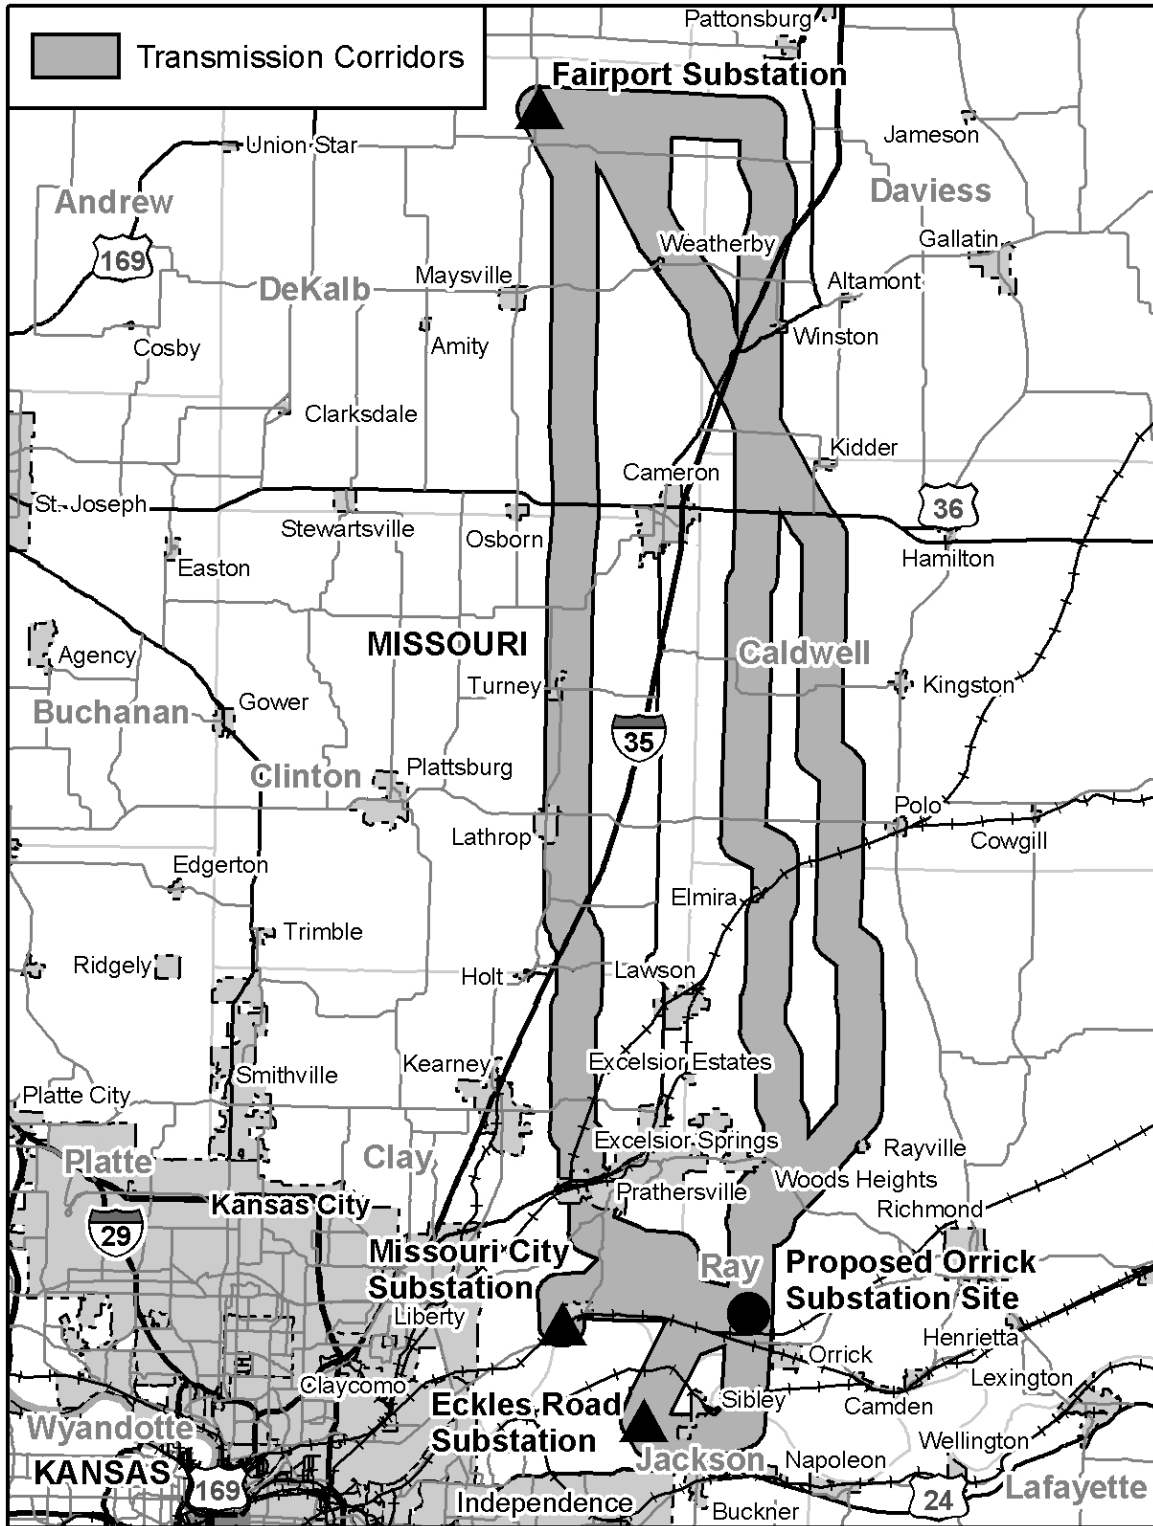 Pattonsburg
Transmission Corridors
Fairport Substation
Jameson
Union Star
Andrew
Daviess
169
Gallatin
Weatherby
Maysville
DeKalb
Altamont
Cosby
Amity
Winston
Clarksdale
Kidder
Cameron
St. Joseph
36
Stewartsville
Osborn
Easton
Hamilton
MISSOURI
Caldwell
Agency
Turney
Kingston
Buchanan
Gower
35
Clinton
Plattsburg
Polo
Lathrop
Cowgill
Edgerton
Elmira
Trimble
Ridgely
Holt
Lawson
Kearney
Excelsior Estates
Smithville
Platte City
Excelsior Springs
Rayville
Platte
Clay
Woods Heights
Prathersville
Kansas City
Richmond
29
Missouri City
Substation
Ray
Proposed Orrick
Substation Site
Liberty
Henrietta
Orrick
Lexington
Claycomo
Sibley
Camden
Eckles Road
Substation
Wyandotte
Wellington
Jackson
Napoleon
KANSAS
169
Independence
Buckner
24
Lafayette